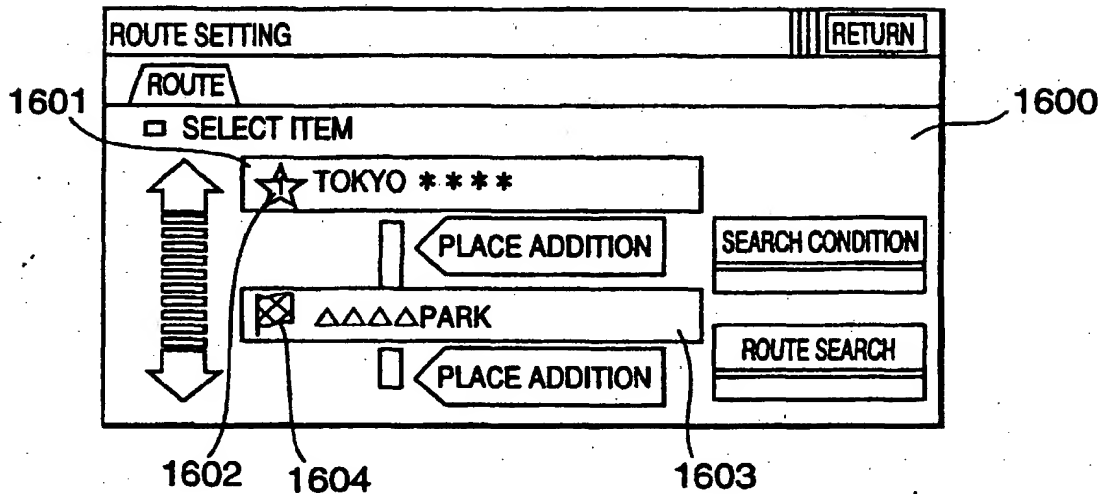 ROUTE SETTING RETURN
ROUTE
1601 1600
SELECT ITEM
1 TOKYO ****
PLACE ADDITION SEARCH CONDITION
△△△△PARK
PLACE ADDITION ROUTE SEARCH
1602 1604 1603